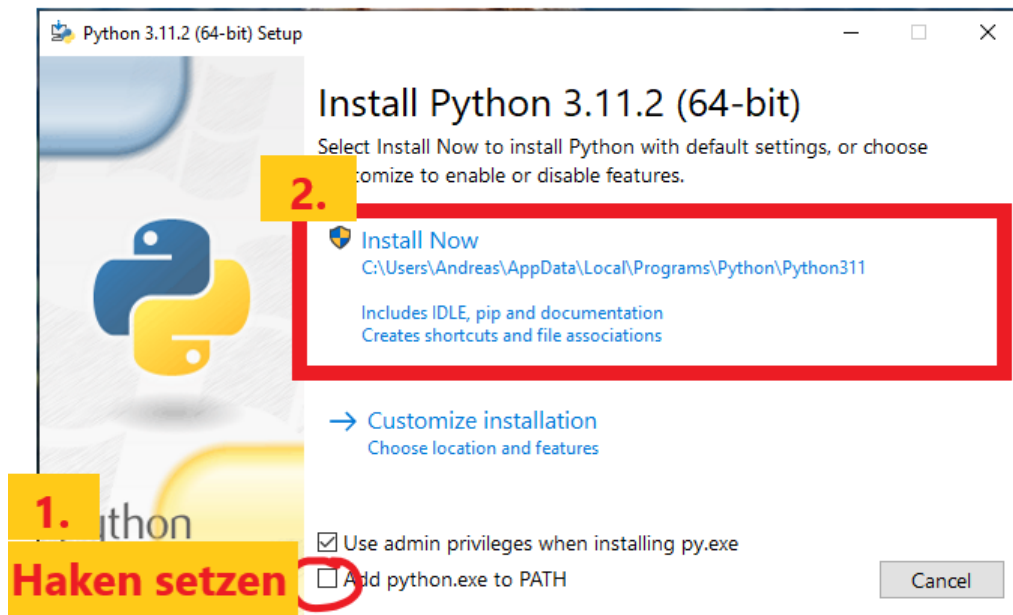 Python 3.11.2 (64-bit) Setup
Install Python 3.11.2 (64-bit)
Select Install Now to install Python with default settings, or choose
tomize to enable or disable features.
2.
Install Now
C:\Users\Andreas\AppData\Local\Programs\Python\Python311
Includes IDLE, pip and documentation
Creates shortcuts and file associations
Customize installation
Choose location and features
1.
thon
Use admin privileges when installing py.exe
Haken setzen
Add python.exe to PATH
Cancel